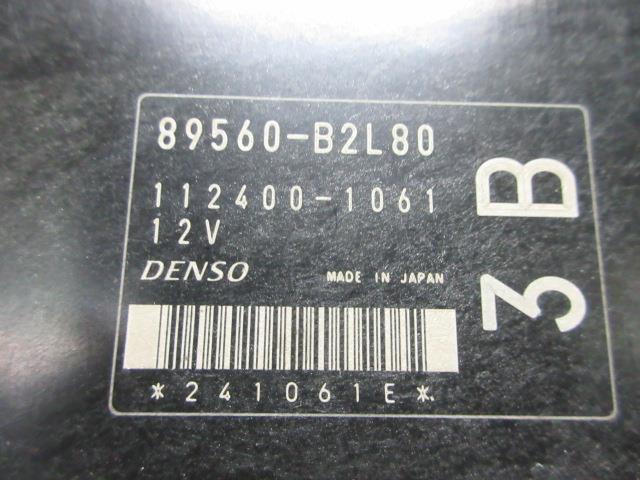 89560-B2L80
112400-1061
12V
DENSO MADE IN JAPAN
*241061E*
3B